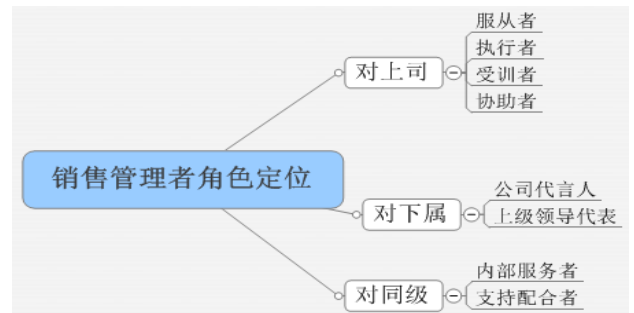 销售管理者角色定位
对上司
服从者
执行者
受训者
协助者
对下属
公司代言人
上级领导代表
对同级
内部服务者
支持配合者